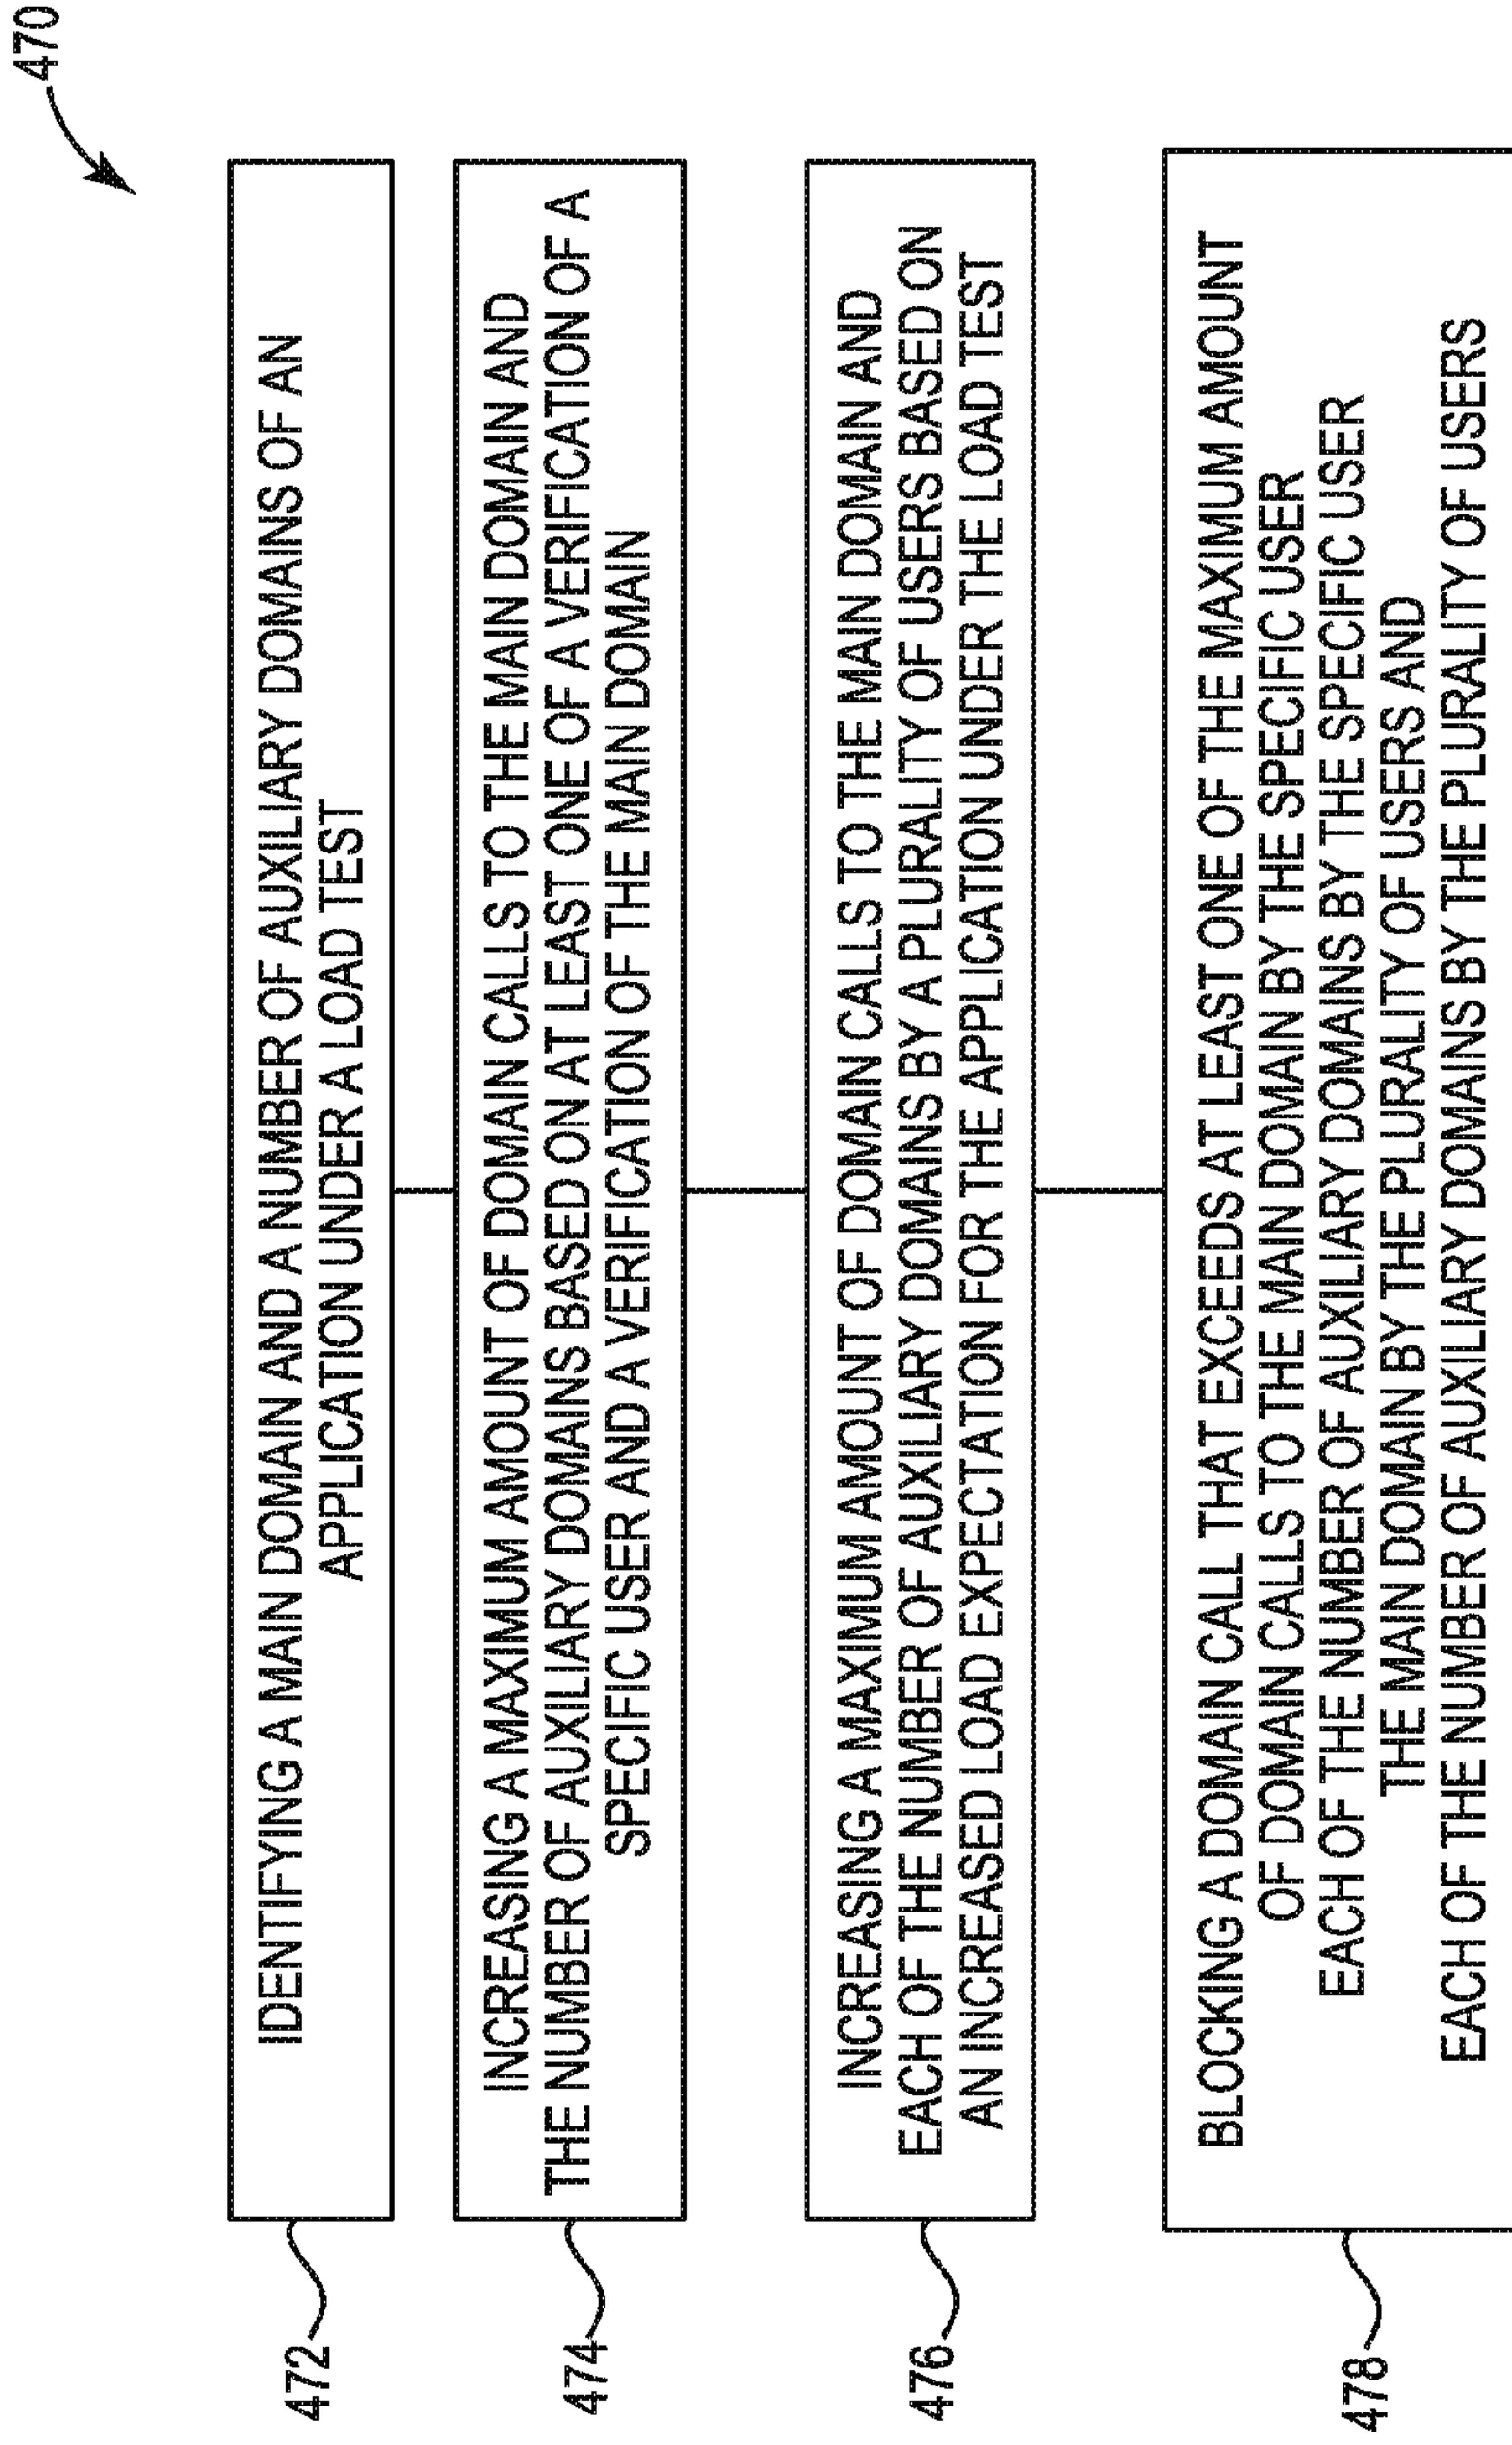 470
472
IDENTIFYING A MAIN DOMAIN AND A NUMBER OF AUXILIARY DOMAINS OF AN
APPLICATION UNDER A LOAD TEST
474
INCREASING A MAXIMUM AMOUNT OF DOMAIN CALLS TO THE MAIN DOMAIN AND
THE NUMBER OF AUXILIARY DOMAINS BASED ON AT LEAST ONE OF A VERIFICATION OF A
SPECIFIC USER AND A VERIFICATION OF THE MAIN DOMAIN
476
INCREASING A MAXIMUM AMOUNT OF DOMAIN CALLS TO THE MAIN DOMAIN AND
EACH OF THE NUMBER OF AUXILIARY DOMAINS BY A PLURALITY OF USERS BASED ON
AN INCREASED LOAD EXPECTATION FOR THE APPLICATION UNDER THE LOAD TEST
478
BLOCKING A DOMAIN CALL THAT EXCEEDS AT LEAST ONE OF THE MAXIMUM AMOUNT
OF DOMAIN CALLS TO THE MAIN DOMAIN BY THE SPECIFIC USER
EACH OF THE NUMBER OF AUXILIARY DOMAINS BY THE SPECIFIC USER
THE MAIN DOMAIN BY THE PLURALITY OF USERS AND
EACH OF THE NUMBER OF AUXILIARY DOMAINS BY THE PLURALITY OF USERS